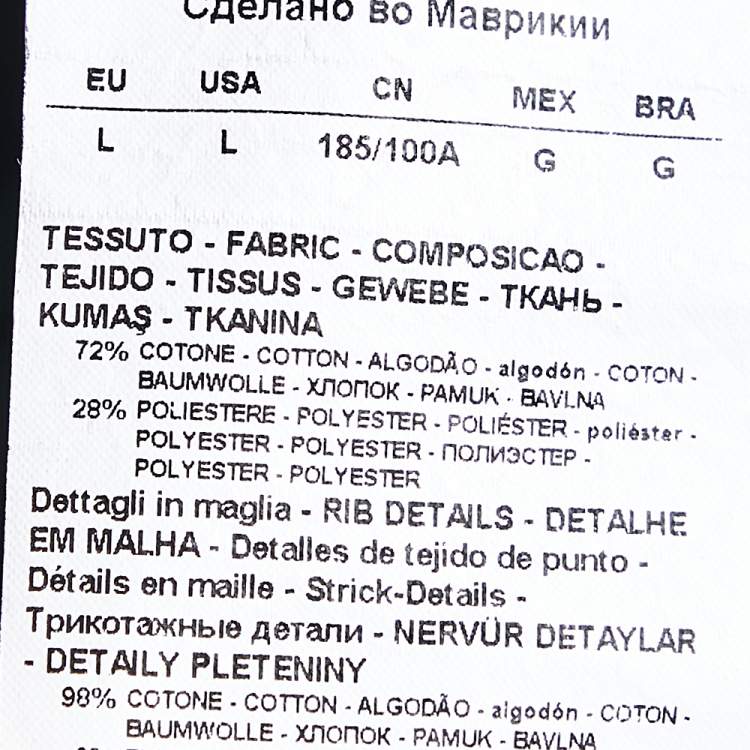 Сделано во Маврикии
EU USA CN MEX BRA
L L 185/100A G G
TESSUTO - FABRIC - COMPOSICAO -
TEJIDO - TISSUS - GEWEBE - ТКАНЬ -
KUMAŞ - TKANINA
72% COTONE - COTTON - ALGODÃO - algodón - COTON -
BAUMWOLLE - ХЛОПОК - PAMUK - BAVLNA
28% POLIESTERE - POLYESTER - POLIÉSTER - poliéster -
POLYESTER - POLYESTER - ПОЛИЭСТЕР -
POLYESTER - POLYESTER
Dettagli in maglia - RIB DETAILS - DETALHE
EM MALHA - Detalles de tejido de punto -
Détails en maille - Strick-Details -
Трикотажные детали - NERVÜR DETAYLAR
- DETAILY PLETENINY
98% COTONE - COTTON - ALGODÃO - algodón - COTON -
BAUMWOLLE - ХЛОПОК - PAMUK - BAVLNA